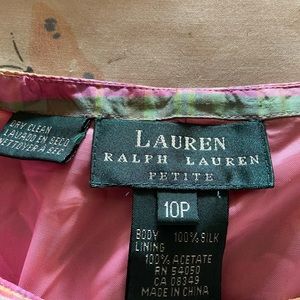 DRY CLEAN
LAVADO EN SECO
NETTOYER A SEC
LAUREN
RALPH LAUREN
PETITE
10P
BODY 100% SILK
LINING
100% ACETATE
RN 54050
CA 08349
MADE IN CHINA